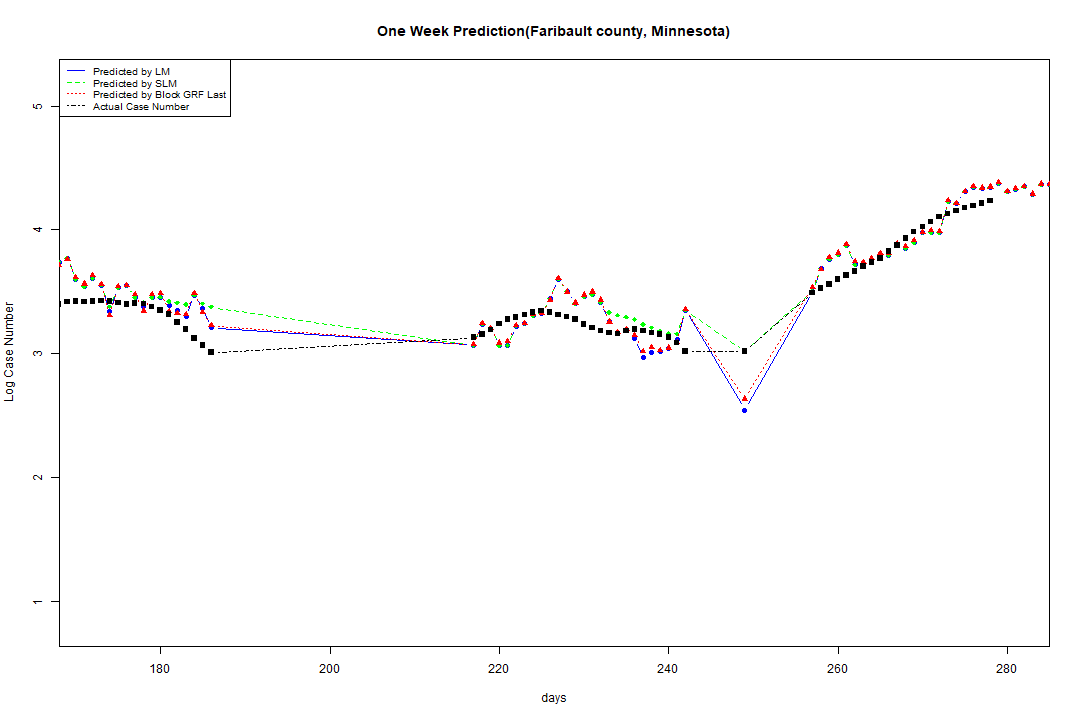 One Week Prediction(Faribault county, Minnesota)
Predicted by LM
Predicted by SLM
Predicted by Block GRF Last
Actual Case Number
Log Case Number
5
4
3
2
1
180 200 220 240 260 280
days